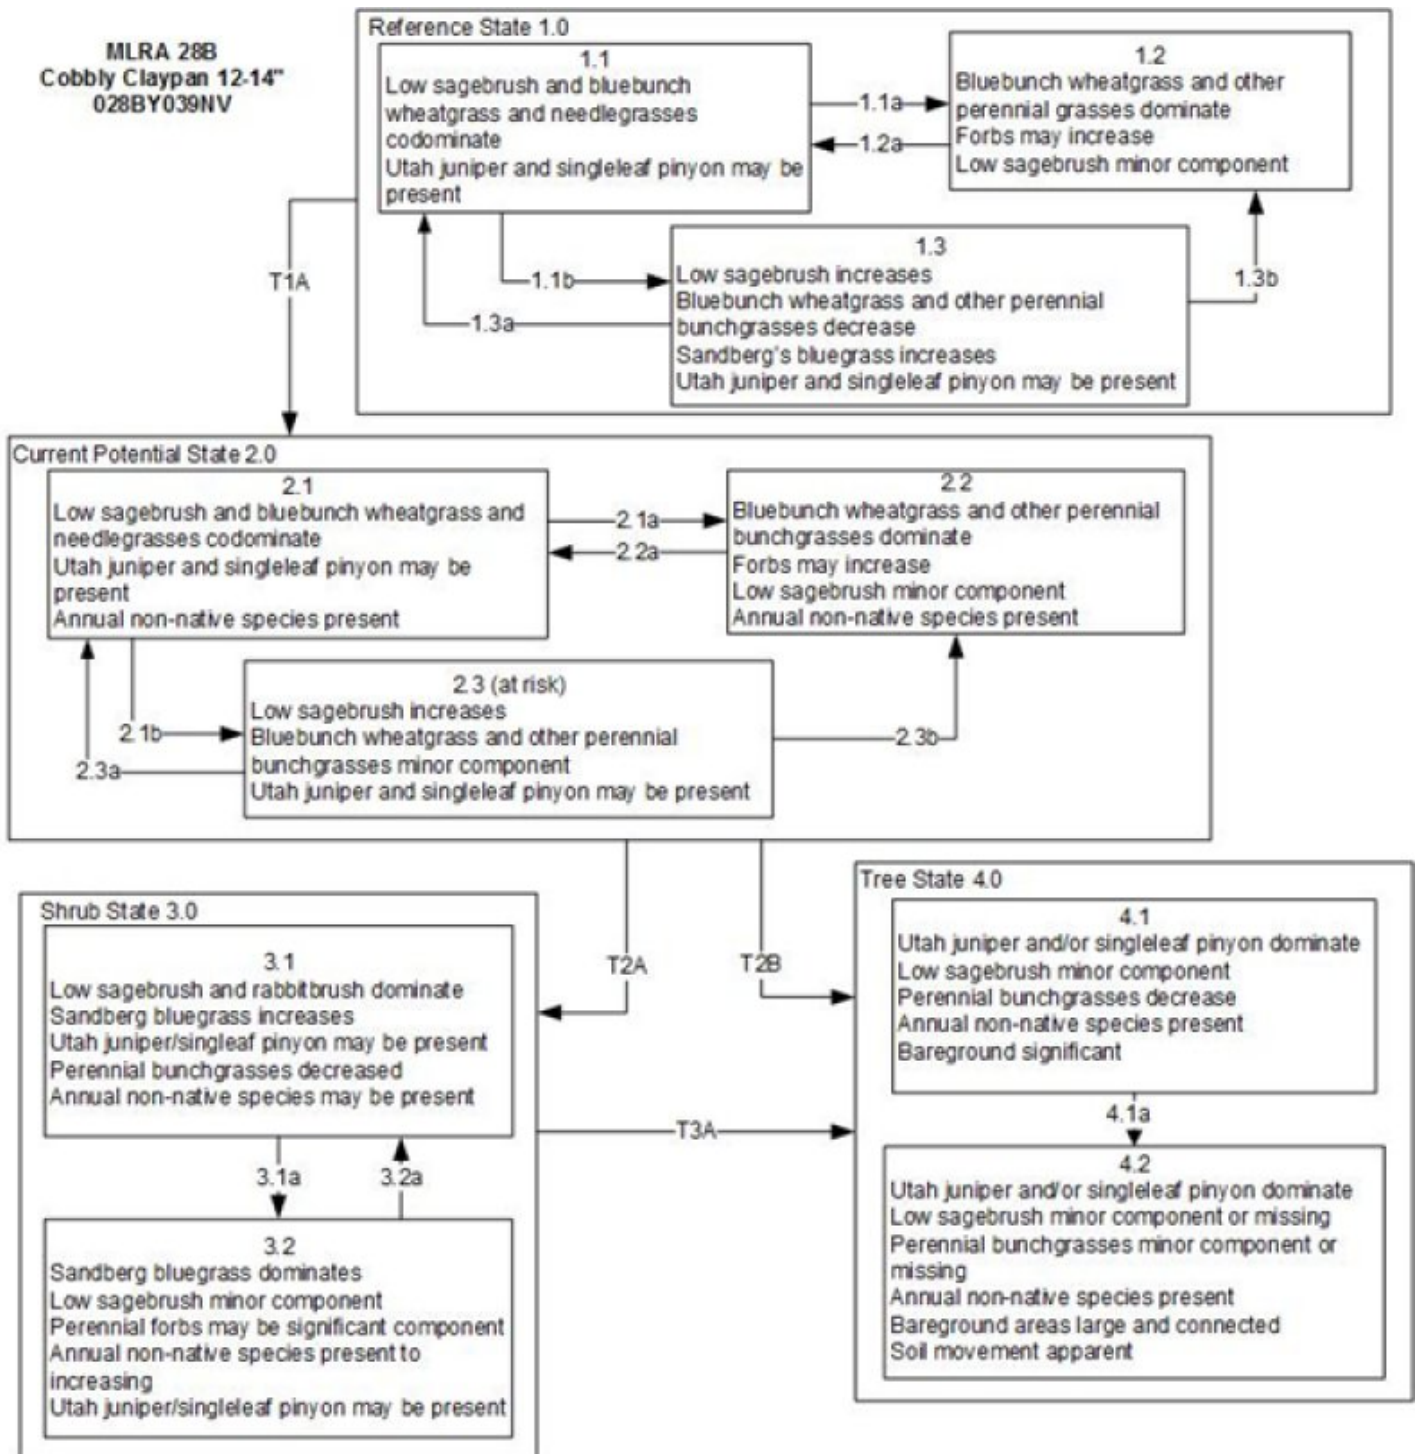 MLRA 28B
Cobbly Claypan 12-14"
028BY039NV
Reference State 1.0
1.1
Low sagebrush and bluebunch
wheatgrass and needlegrasses
codominate
Utah juniper and singleleaf pinyon may be
present
1.1a
1.2a
1.2
Bluebunch wheatgrass and other
perennial grasses dominate
Forbs may increase
Low sagebrush minor component
1.1b
1.3a
1.3
Low sagebrush increases
Bluebunch wheatgrass and other perennial
bunchgrasses decrease
Sandberg's bluegrass increases
Utah juniper and singleleaf pinyon may be present
1.3b
T1A
Current Potential State 2.0
2.1
Low sagebrush and bluebunch wheatgrass and
needlegrasses codominate
Utah juniper and singleleaf pinyon may be
present
Annual non-native species present
2.1a
2.2a
2.2
Bluebunch wheatgrass and other perennial
bunchgrasses dominate
Forbs may increase
Low sagebrush minor component
Annual non-native species present
2.1b
2.3a
2.3 (at risk)
Low sagebrush increases
Bluebunch wheatgrass and other perennial
bunchgrasses minor component
Utah juniper and singleleaf pinyon may be present
2.3b
T2A
T2B
Shrub State 3.0
3.1
Low sagebrush and rabbitbrush dominate
Sandberg bluegrass increases
Utah juniper/singleaf pinyon may be present
Perennial bunchgrasses decreased
Annual non-native species may be present
3.1a
3.2a
3.2
Sandberg bluegrass dominates
Low sagebrush minor component
Perennial forbs may be significant component
Annual non-native species present to
increasing
Utah juniper/singleleaf pinyon may be present
T3A
Tree State 4.0
4.1
Utah juniper and/or singleleaf pinyon dominate
Low sagebrush minor component
Perennial bunchgrasses decrease
Annual non-native species present
Bareground significant
4.1a
4.2
Utah juniper and/or singleleaf pinyon dominate
Low sagebrush minor component or missing
Perennial bunchgrasses minor component or
missing
Annual non-native species present
Bareground areas large and connected
Soil movement apparent